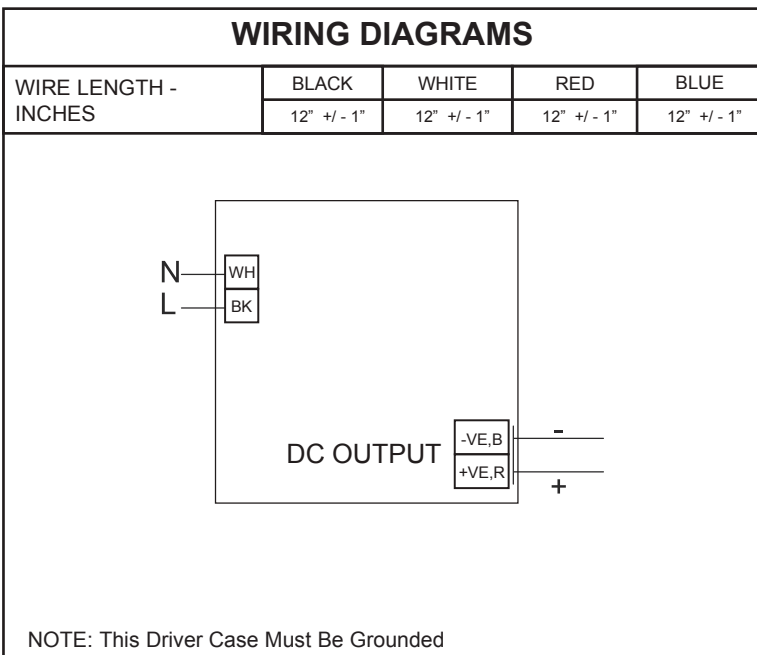 WIRING DIAGRAMS
WIRE LENGTH - BLACK WHITE RED BLUE
INCHES 12” +/ - 1” 12” +/ - 1” 12” +/ - 1” 12” +/ - 1”
N WH
L BK
DC OUTPUT -VE,B -
+VE,R +
NOTE: This Driver Case Must Be Grounded